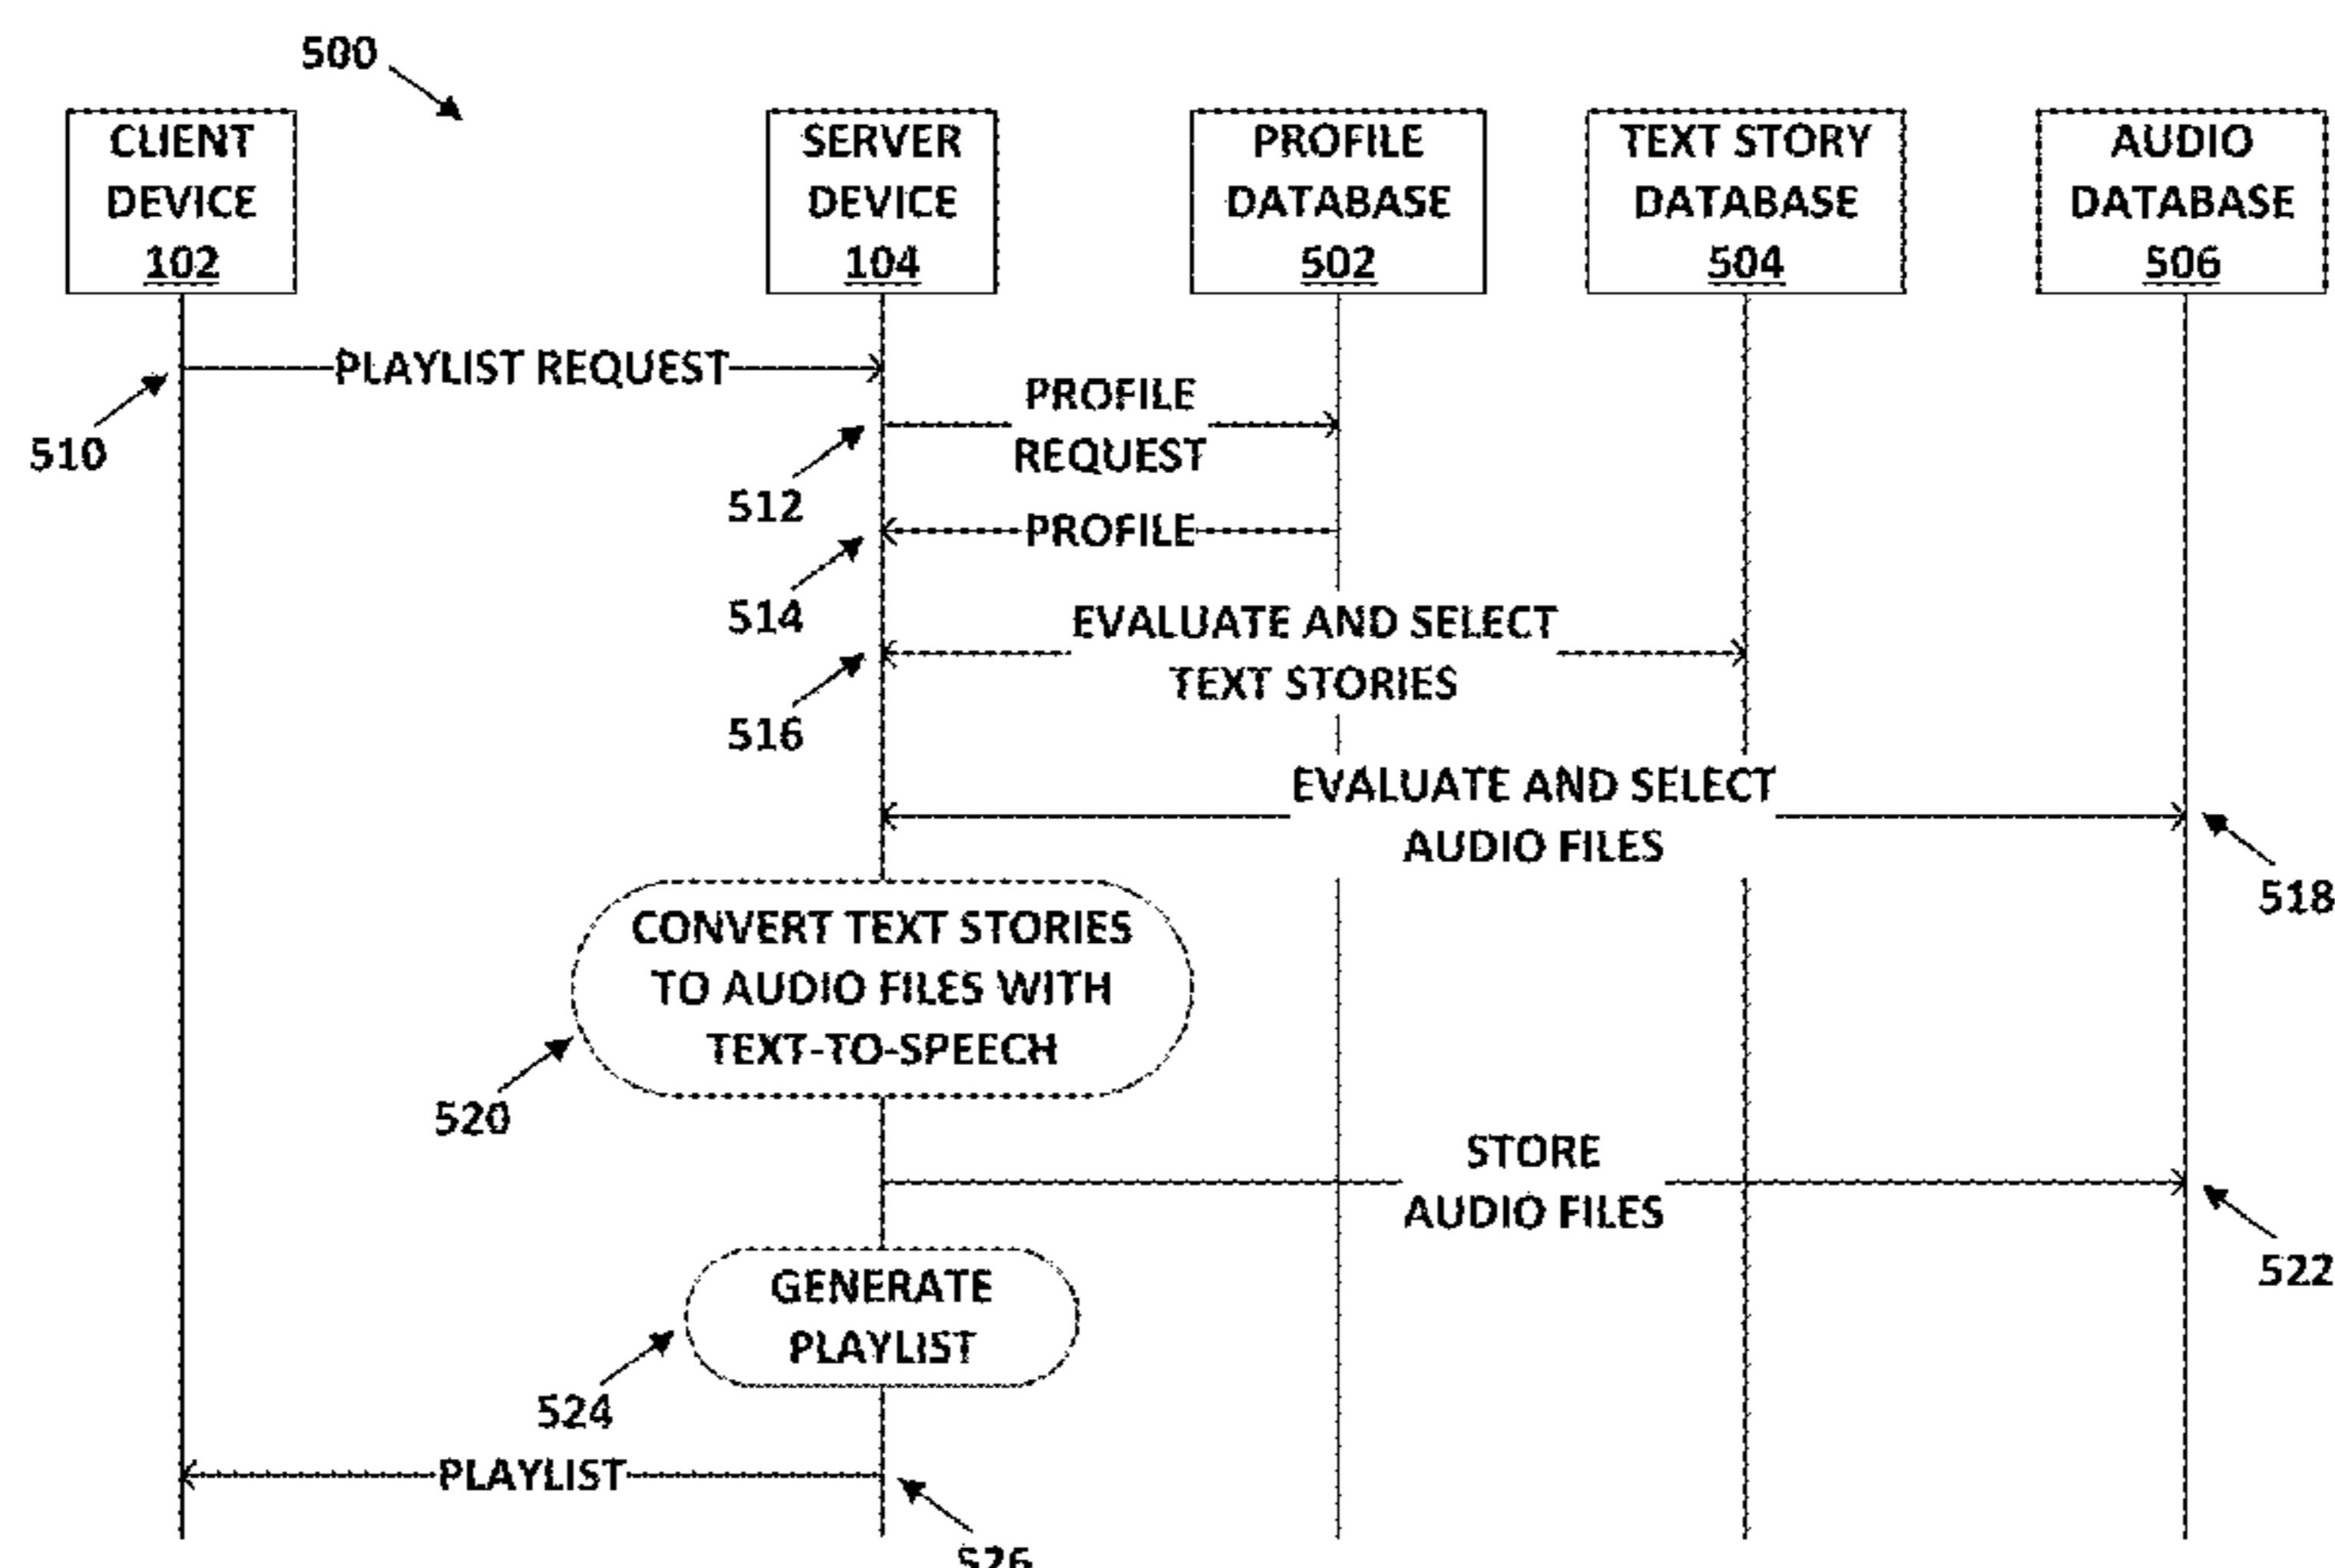 500
CLIENT
DEVICE
102
SERVER
DEVICE
104
PROFILE
DATABASE
502
TEXT STORY
DATABASE
504
AUDIO
DATABASE
506
PLAYLIST REQUEST
510
PROFILE
REQUEST
512
PROFILE
514
EVALUATE AND SELECT
TEXT STORIES
516
EVALUATE AND SELECT
AUDIO FILES
518
CONVERT TEXT STORIES
TO AUDIO FILES WITH
TEXT-TO-SPEECH
520
STORE
AUDIO FILES
522
GENERATE
PLAYLIST
524
PLAYLIST
526